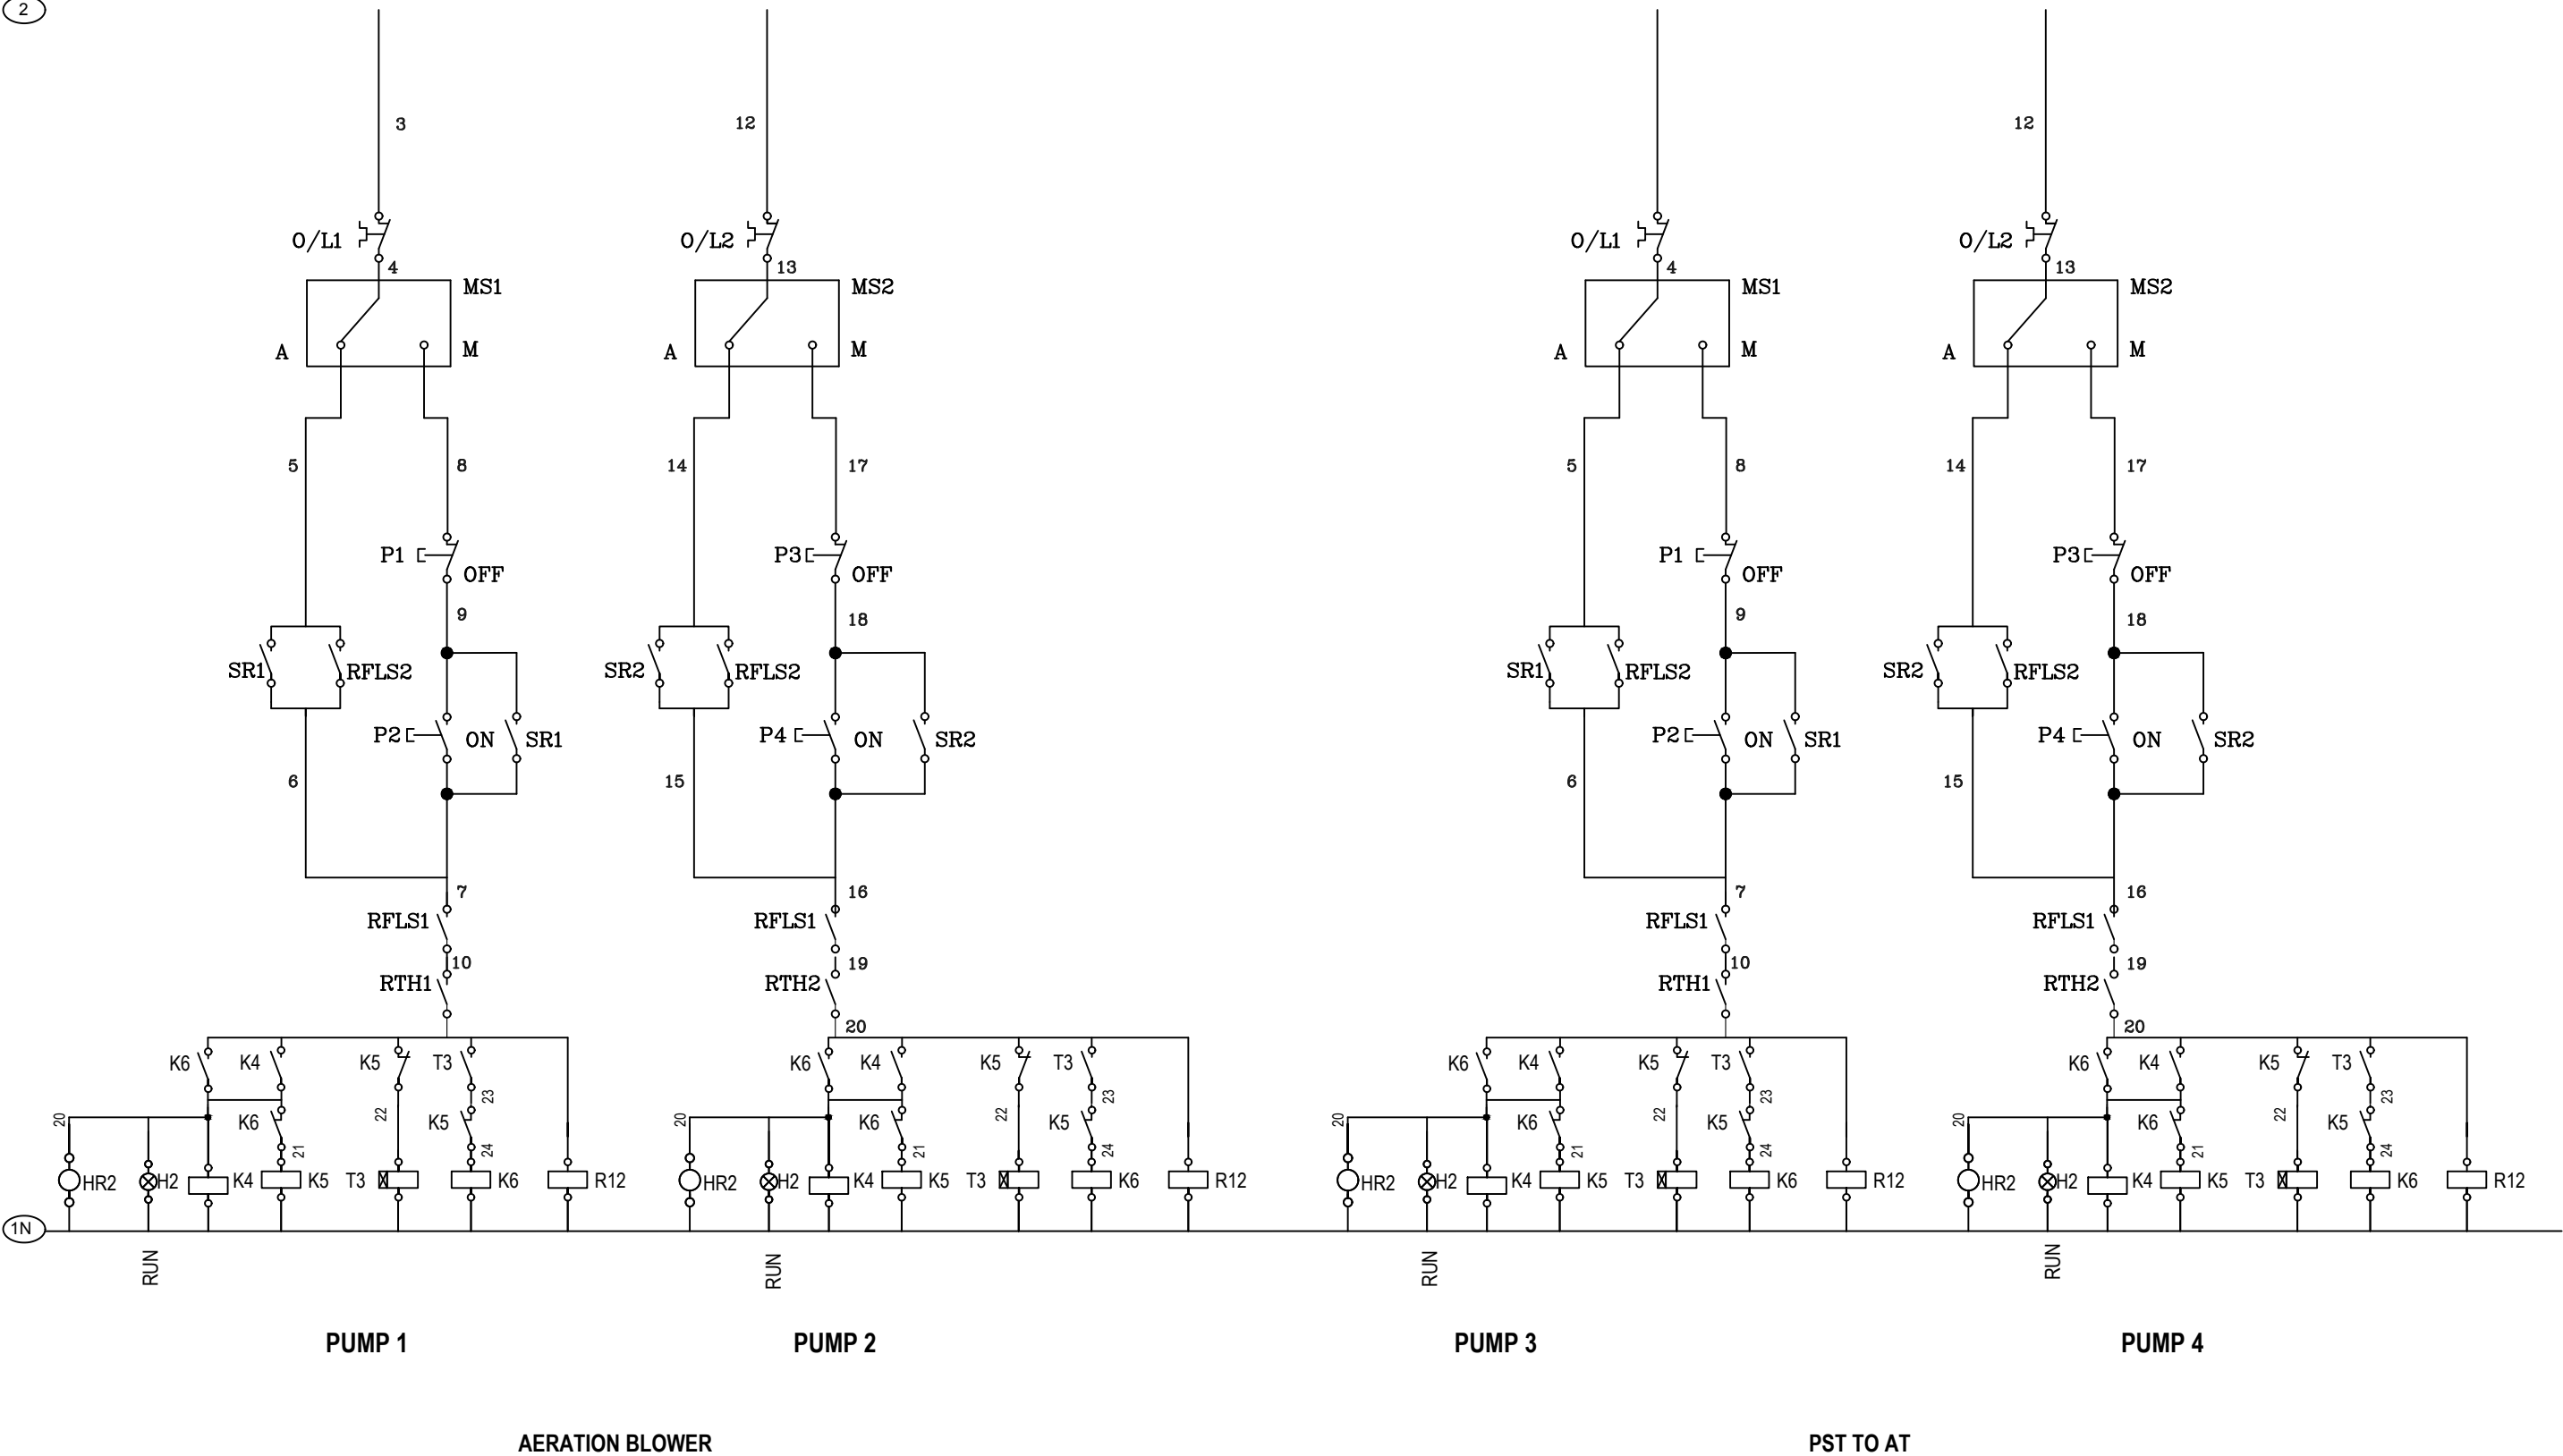 2
3 12 12
O/L1 O/L2 O/L1 O/L2
4 13 4 13
MS1 MS2 MS1 MS2
A M A M A M A M
5 8 14 17 5 8 14 17
P1 P3 P1 P3
OFF OFF OFF OFF
9 18 9 18
SR1 RFLS2 SR2 RFLS2 SR1 RFLS2 SR2 RFLS2
P2 ON SR1 P4 ON SR2 P2 ON SR1 P4 ON SR2
6 15 6 15
7 16 7 16
RFLS1 RFLS1 RFLS1 RFLS1
10 19 10 19
RTH1 RTH2 RTH1 RTH2
20 20
K6 K4 K5 T3 K6 K4 K5 T3 K6 K4 K5 T3 K6 K4 K5 T3
23 23 23 23
20 22 20 22 20 22 20 22
K6 K5 K6 K5 K6 K5 K6 K5
21 24 21 24 21 24 21 24
HR2 H2 K4 K5 T3 K6 R12 HR2 H2 K4 K5 T3 K6 R12 HR2 H2 K4 K5 T3 K6 R12 HR2 H2 K4 K5 T3 K6 R12
1N
RUN RUN RUN RUN
PUMP 1 PUMP 2 PUMP 3 PUMP 4
AERATION BLOWER PST TO AT